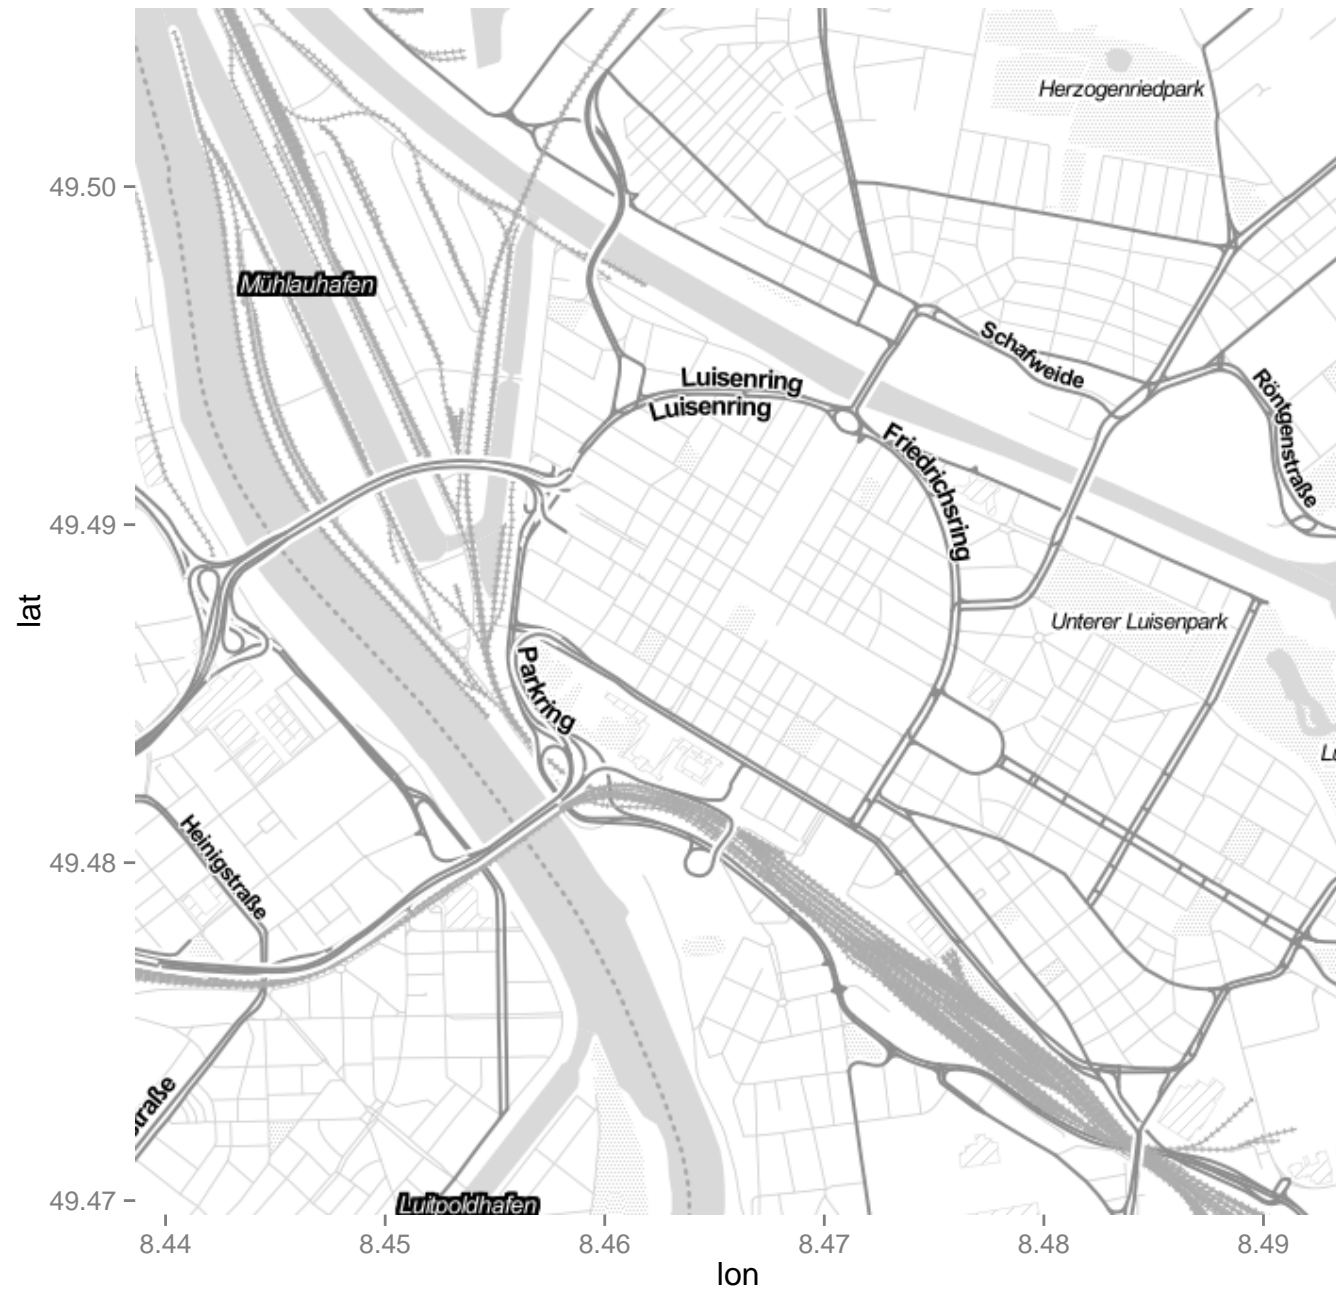 Herzogenriedpark
49.50
Mühlauhafen
Schafweide
Luisenring
Luisenring
Röntgenstraße
Friedrichsring
49.49
lat
Unterer Luisenpark
Parkring
Heinigstraße
49.48
traße
49.47
Luitpoldhafen
8.44
8.45
8.46
8.47
8.48
8.49
lon